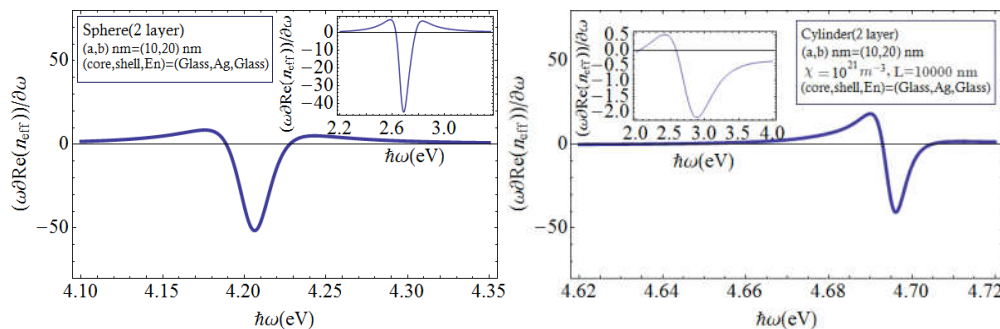 Sphere(2 layer)
(a,b) nm=(10,20) nm
(core,shell,En)=(Glass,Ag,Glass)
(ω∂Re(n_eff))/∂ω
50
0
−50
4.10 4.15 4.20 4.25 4.30 4.35
ħω(eV)
(ω∂Re(n_eff))/∂ω
0
−10
−20
−30
−40
2.2 2.6 3.0
ħω(eV)
Cylinder(2 layer)
(a,b) nm=(10,20) nm
χ=10^21 m^−3, L=10000 nm
(core,shell,En)=(Glass,Ag,Glass)
(ω∂Re(n_eff))/∂ω
50
0
−50
4.62 4.64 4.66 4.68 4.70 4.72
ħω(eV)
(ω∂Re(n_eff))/∂ω
0.5
0.0
−0.5
−1.0
−1.5
−2.0
2.0 2.5 3.0 3.5 4.0
ħω(eV)